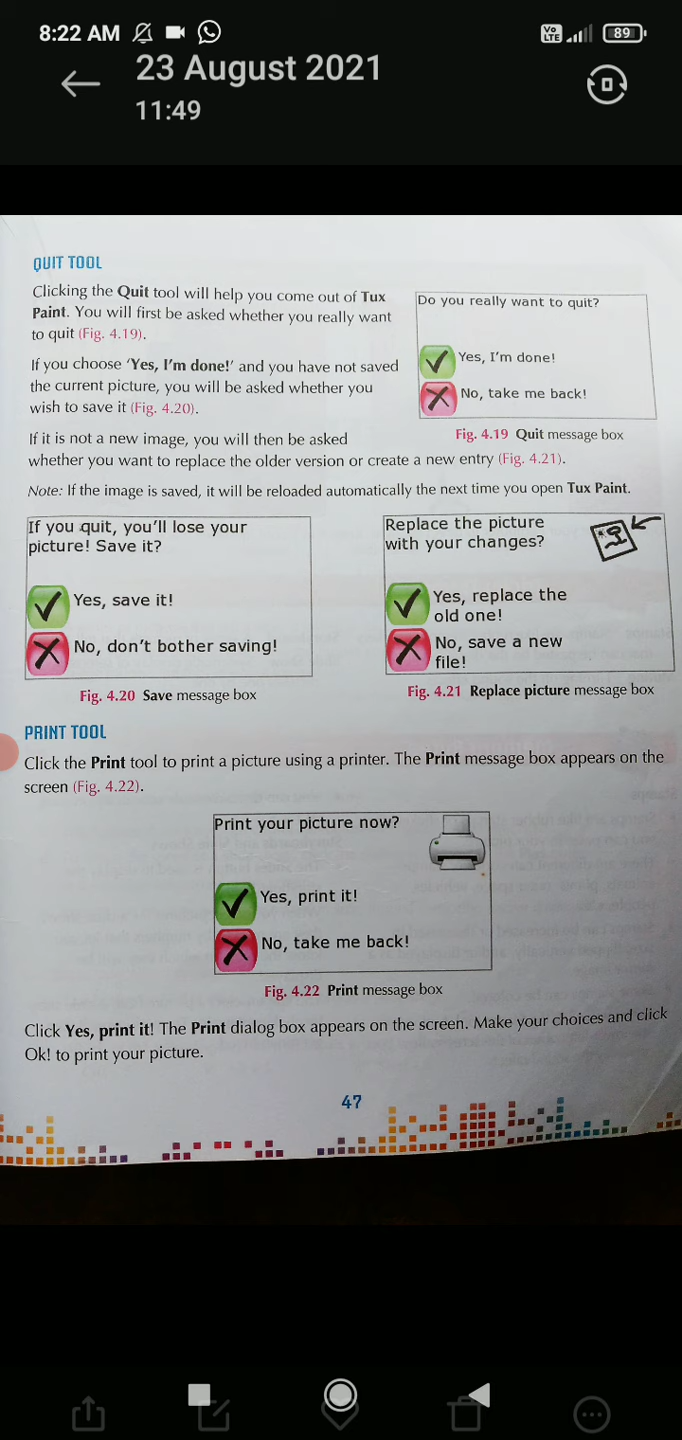 8:22 AM
Vo
LTE
89
23 August 2021
11:49
QUIT TOOL
Clicking the Quit tool will help you come out of Tux
Paint. You will first be asked whether you really want
to quit (Fig. 4.19).
Do you really want to quit?
Yes, I'm done!
No, take me back!
Fig. 4.19 Quit message box
If you choose 'Yes, I'm done!' and you have not saved
the current picture, you will be asked whether you
wish to save it (Fig. 4.20).
If it is not a new image, you will then be asked
whether you want to replace the older version or create a new entry (Fig. 4.21).
Note: If the image is saved, it will be reloaded automatically the next time you open Tux Paint.
If you quit, you'll lose your
picture! Save it?
Yes, save it!
No, don't bother saving!
Fig. 4.20 Save message box
Replace the picture
with your changes?
Yes, replace the
old one!
No, save a new
file!
Fig. 4.21 Replace picture message box
PRINT TOOL
Click the Print tool to print a picture using a printer. The Print message box appears on the
screen (Fig. 4.22).
Print your picture now?
Yes, print it!
No, take me back!
Fig. 4.22 Print message box
Click Yes, print it! The Print dialog box appears on the screen. Make your choices and click
Ok! to print your picture.
47